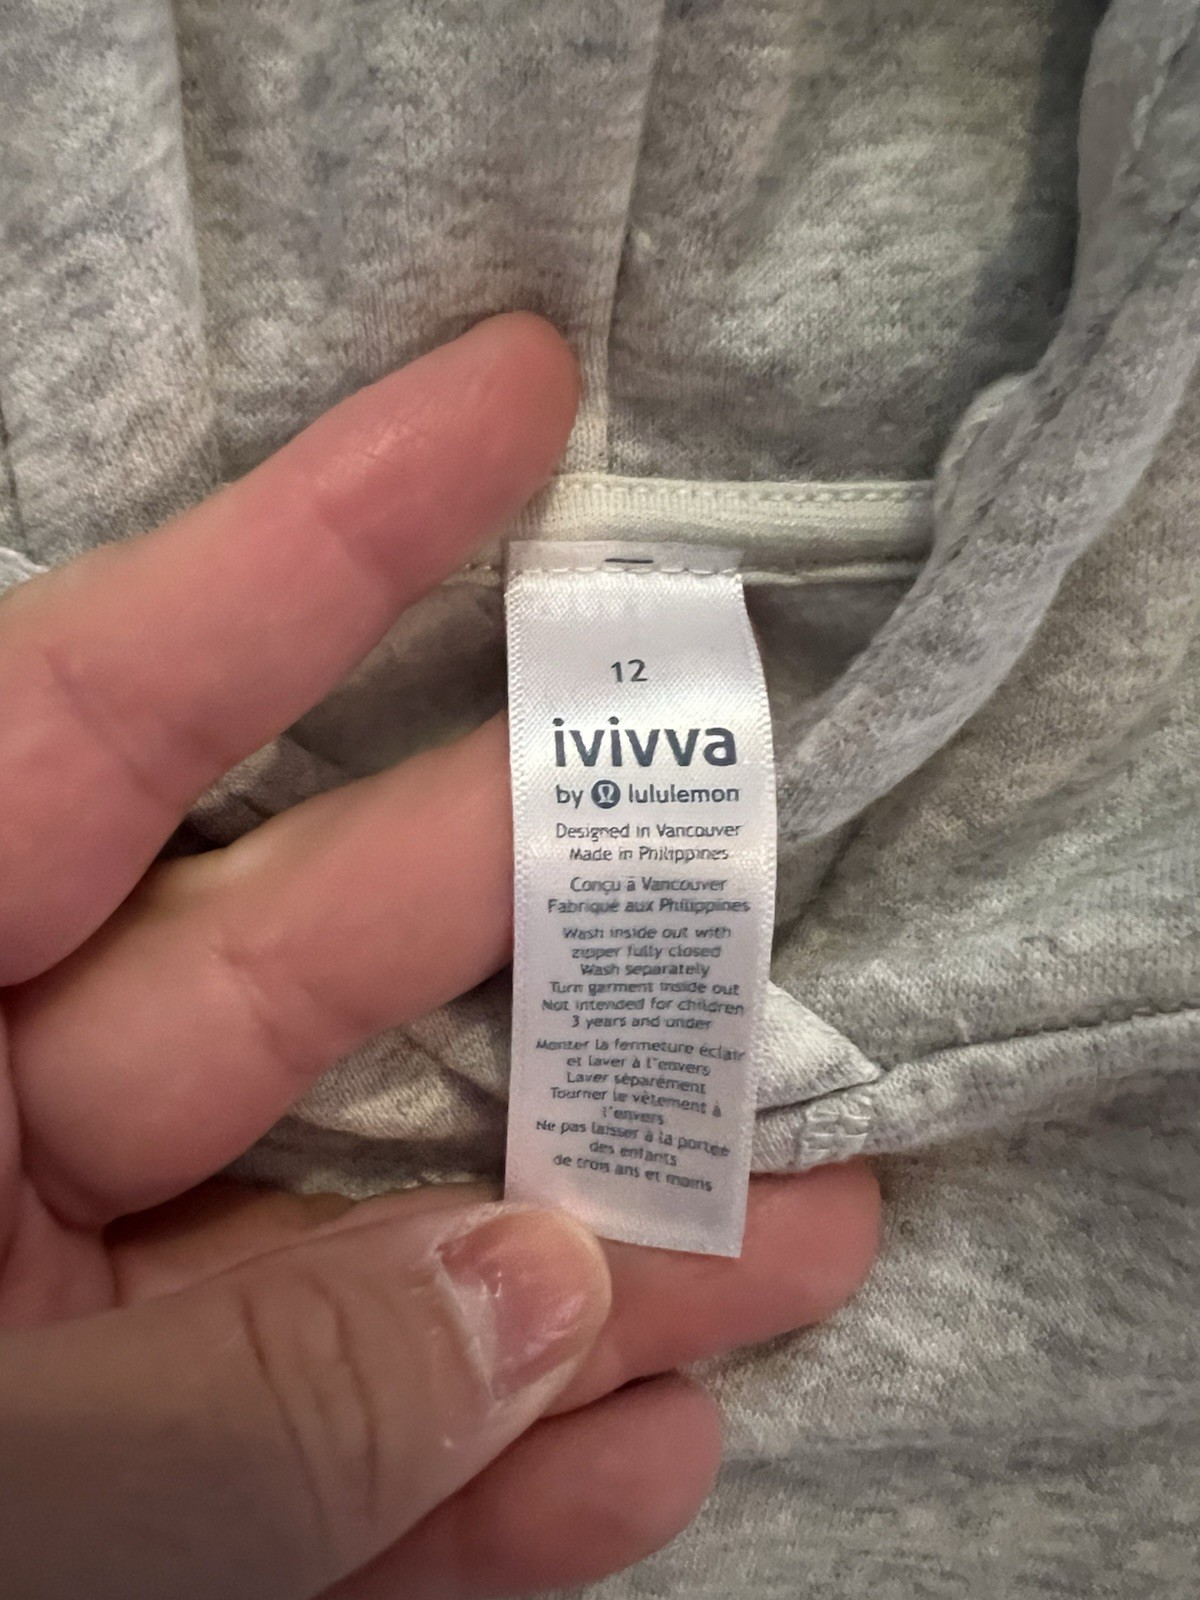 12
ivivva
by lululemon
Designed in Vancouver
Made in Philippines
Conçu à Vancouver
Fabriqué aux Philippines
Wash inside out with
zipper fully closed
Wash separately
Turn garment inside out
Not intended for children
3 years and under
Monter la fermeture éclair
et laver à l'envers
Laver séparément
Tourner le vêtement à
l'envers
Ne pas laisser à la portée
des enfants
de trois ans et moins